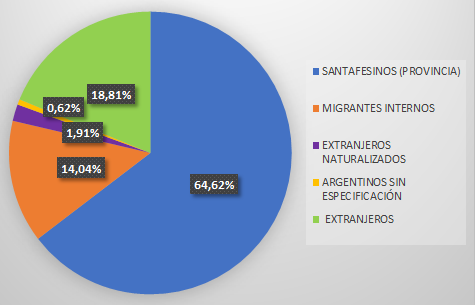 18,81%
0,62%
1,91%
14,04%
64,62%
SANTAFESINOS (PROVINCIA)
MIGRANTES INTERNOS
EXTRANJEROS
NATURALIZADOS
ARGENTINOS SIN
ESPECIFICACIÓN
EXTRANJEROS